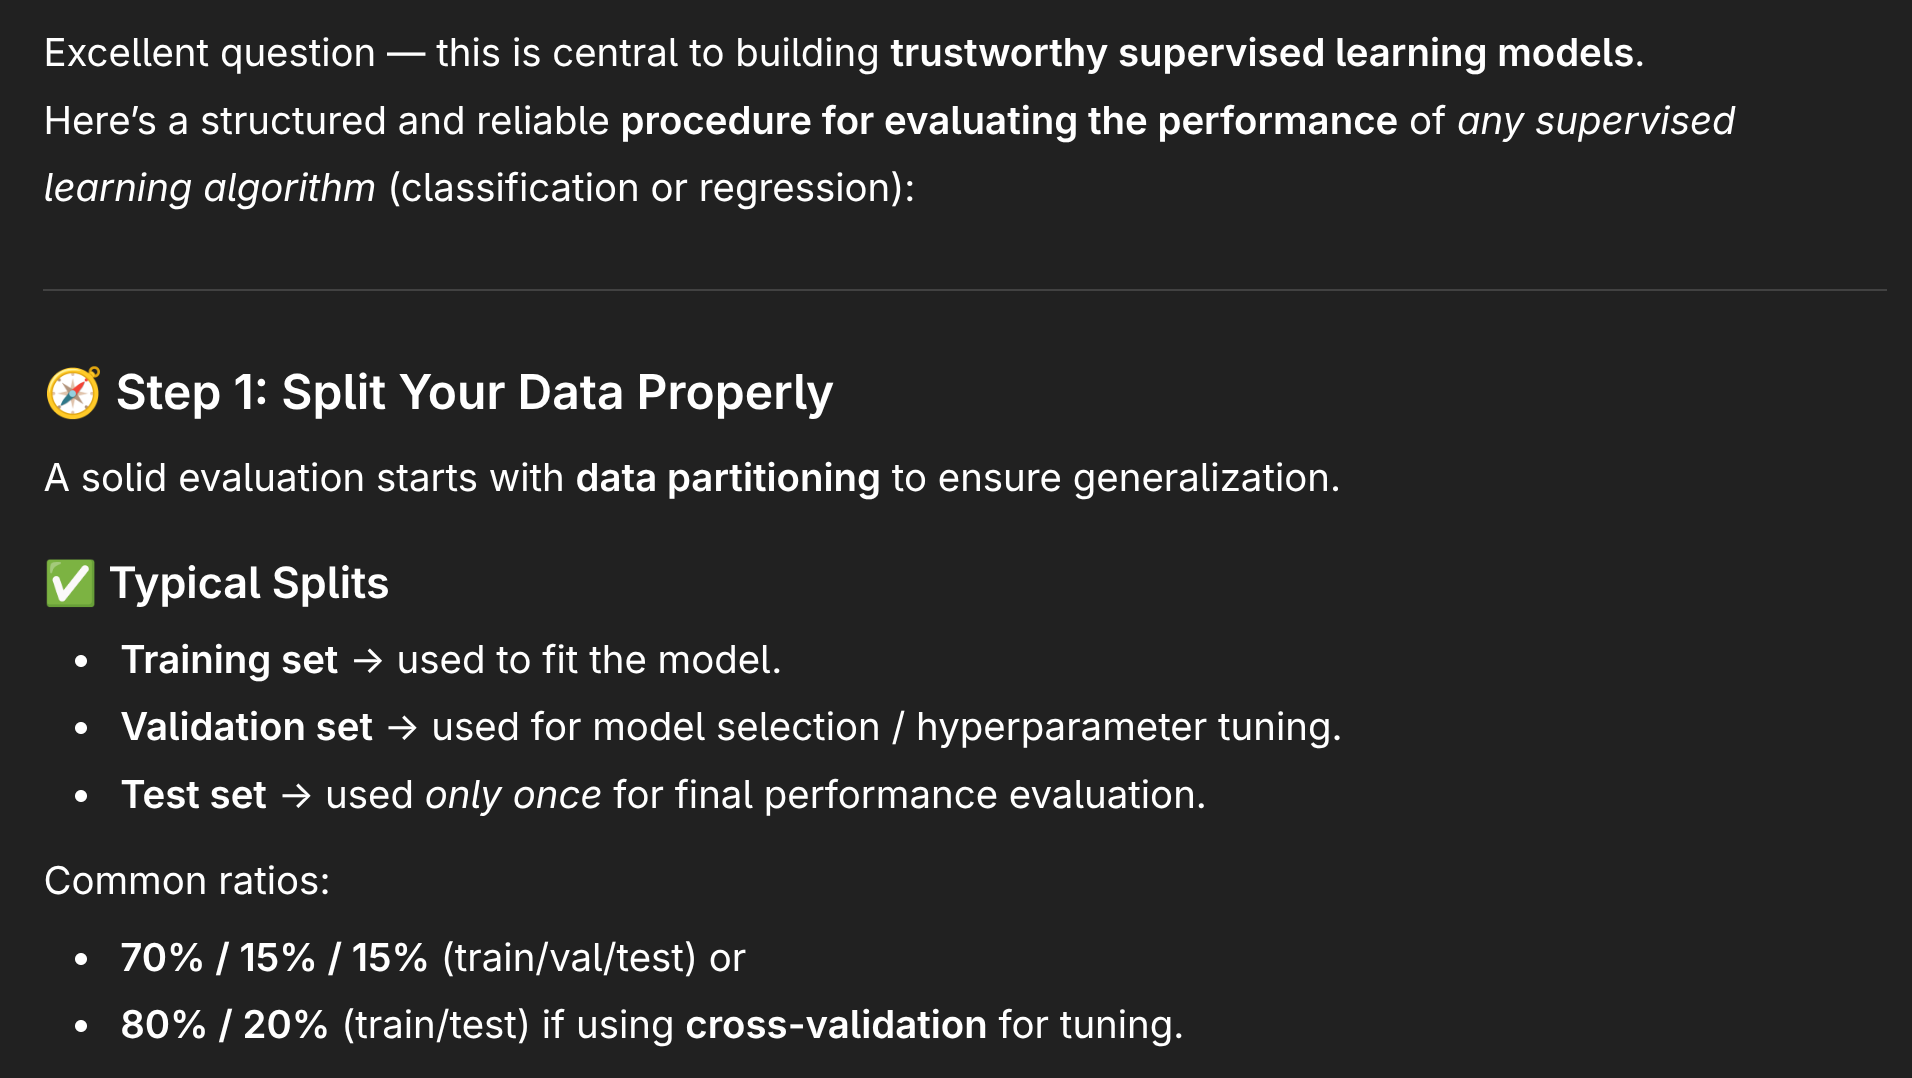 Excellent question — this is central to building trustworthy supervised learning models.
Here’s a structured and reliable procedure for evaluating the performance of any supervised
learning algorithm (classification or regression):
🧭 Step 1: Split Your Data Properly
A solid evaluation starts with data partitioning to ensure generalization.
✅ Typical Splits
• Training set → used to fit the model.
• Validation set → used for model selection / hyperparameter tuning.
• Test set → used only once for final performance evaluation.
Common ratios:
• 70% / 15% / 15% (train/val/test) or
• 80% / 20% (train/test) if using cross-validation for tuning.